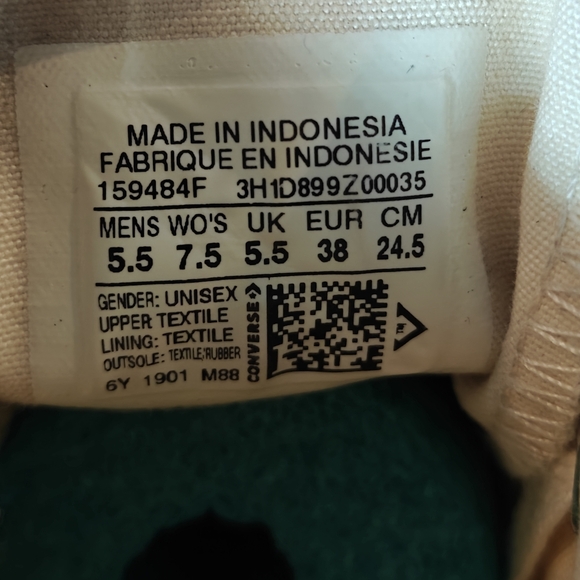 MADE IN INDONESIA
FABRIQUE EN INDONESIE
159484F 3H1D899Z00035
MENS WO'S UK EUR CM
5.5 7.5 5.5 38 24.5
GENDER: UNISEX
UPPER: TEXTILE
LINING: TEXTILE
OUTSOLE: TEXTILE/RUBBER
6Y 1901 M88
CONVERSE